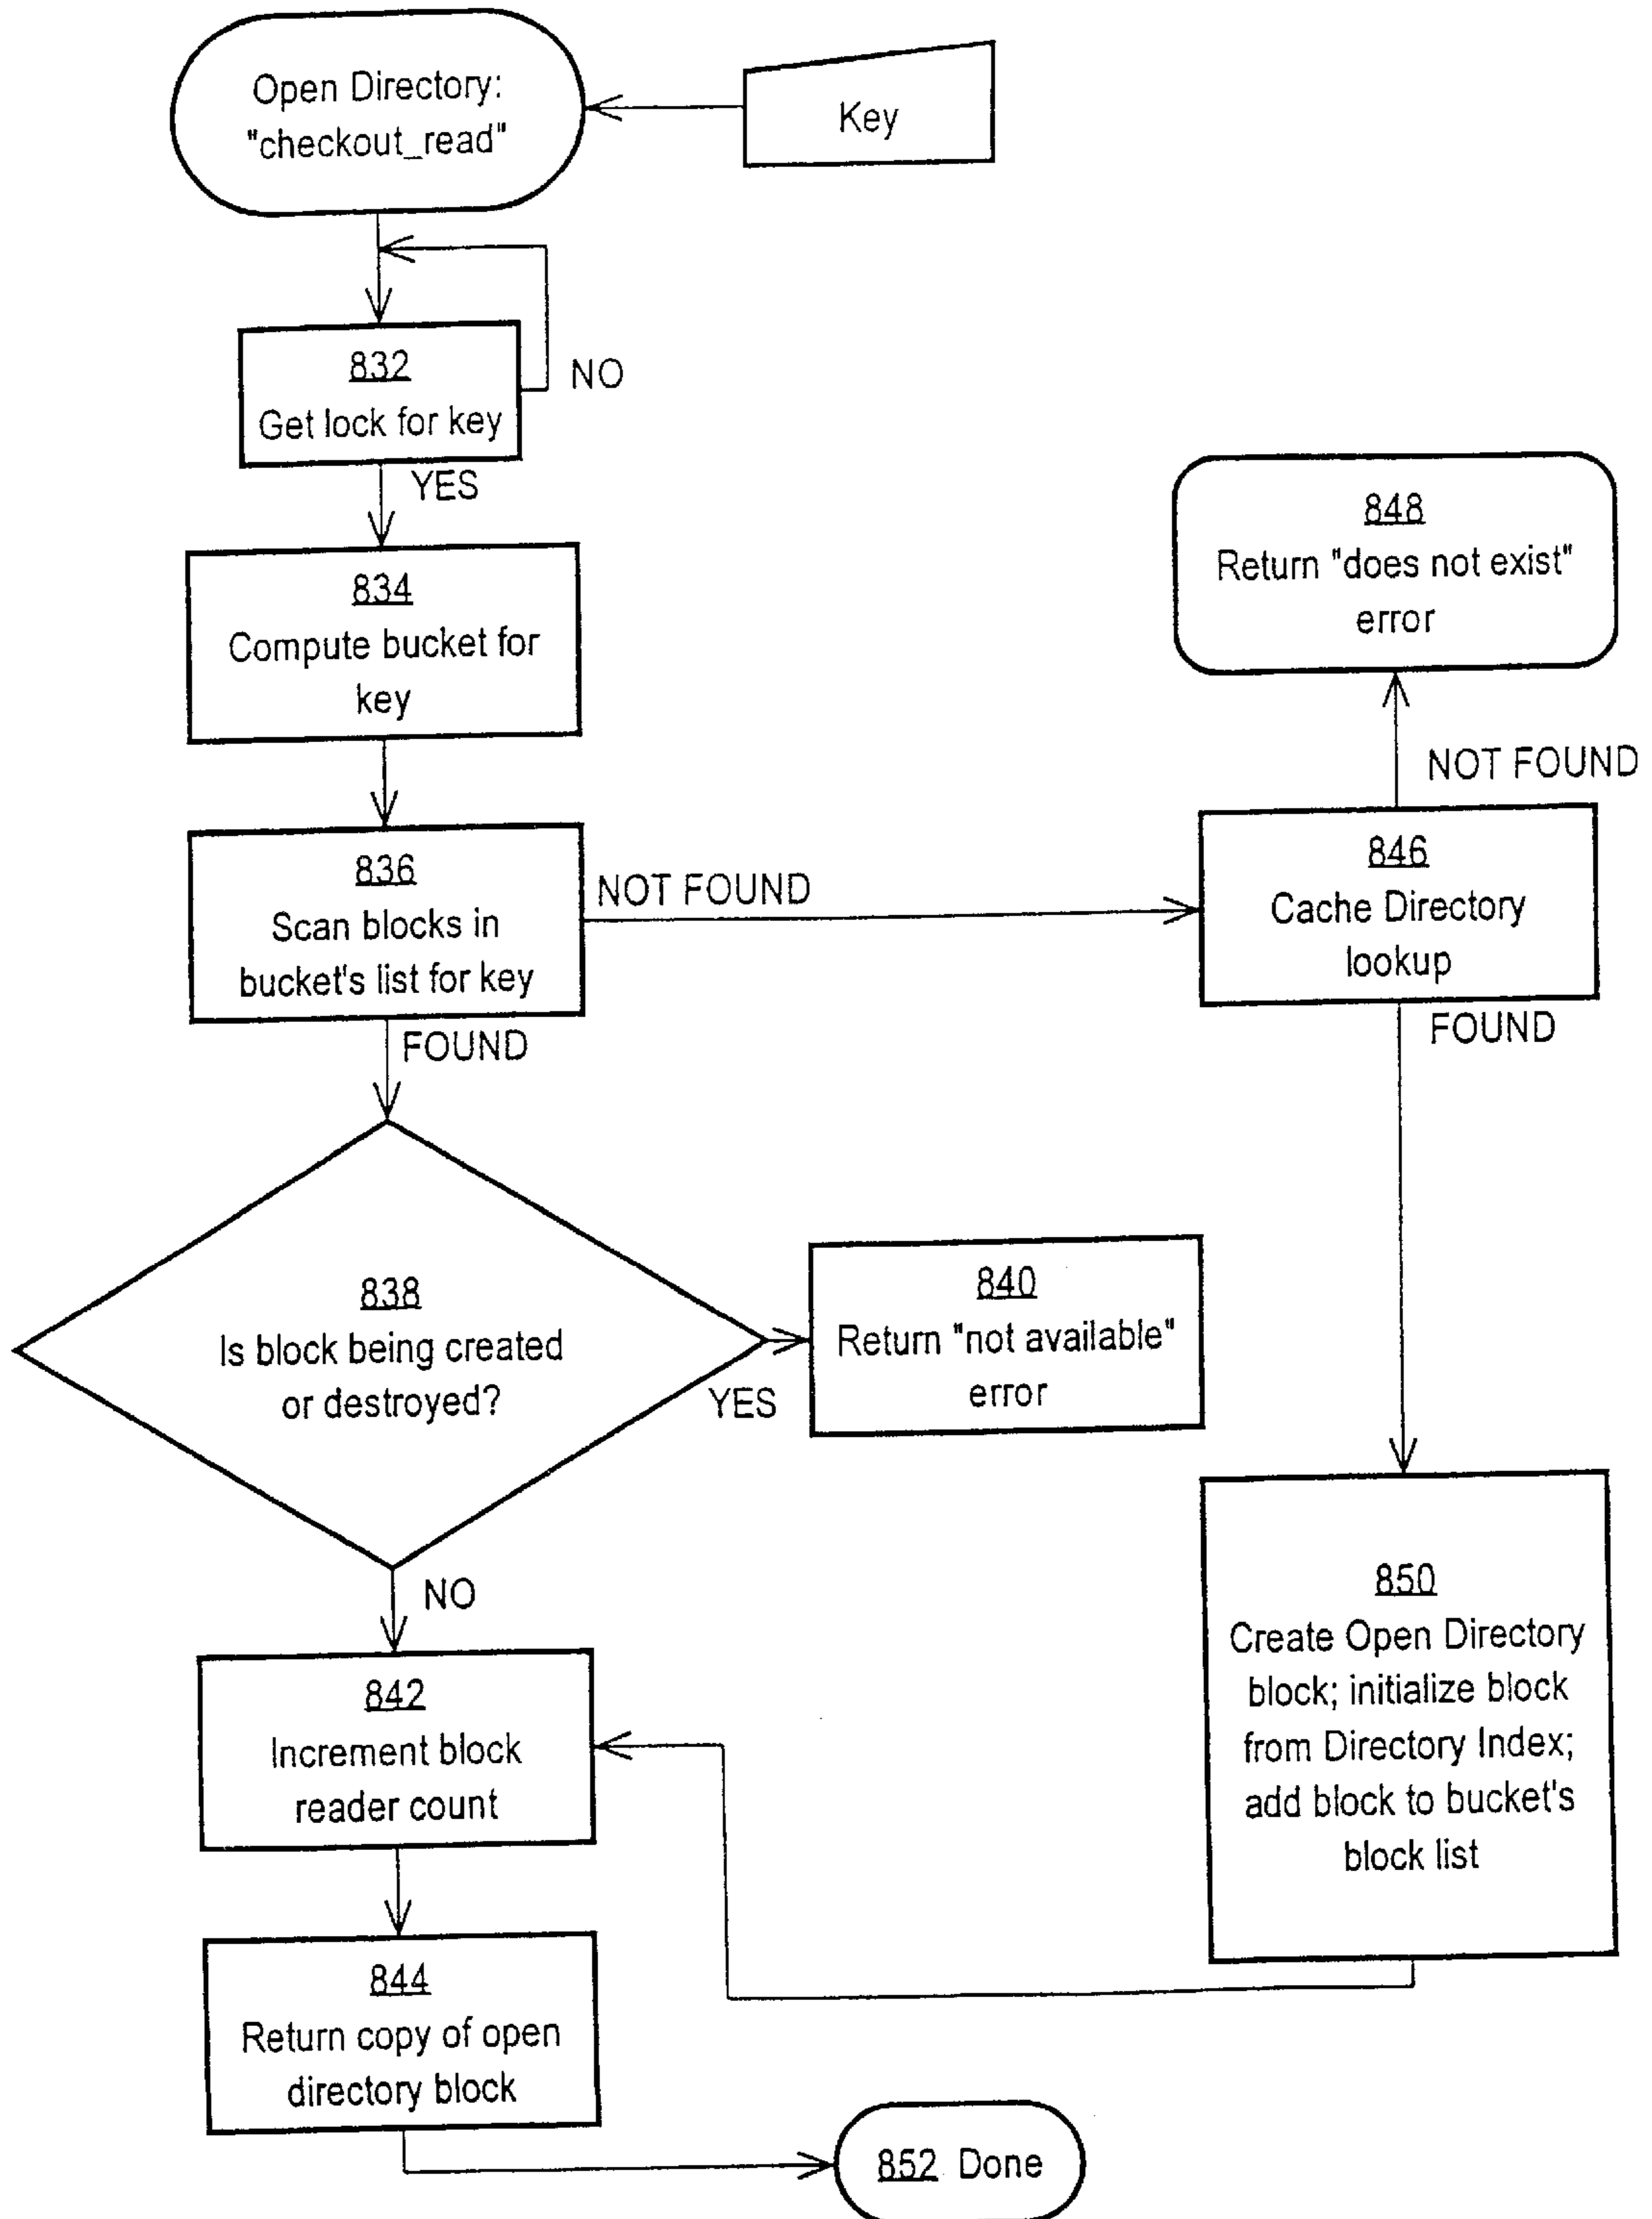 Open Directory:
"checkout_read"
Key
832
Get lock for key
NO
YES
834
Compute bucket for
key
836
Scan blocks in
bucket's list for key
NOT FOUND
FOUND
846
Cache Directory
lookup
NOT FOUND
848
Return "does not exist"
error
FOUND
838
Is block being created
or destroyed?
YES
840
Return "not available"
error
NO
842
Increment block
reader count
850
Create Open Directory
block; initialize block
from Directory Index;
add block to bucket's
block list
844
Return copy of open
directory block
852 Done